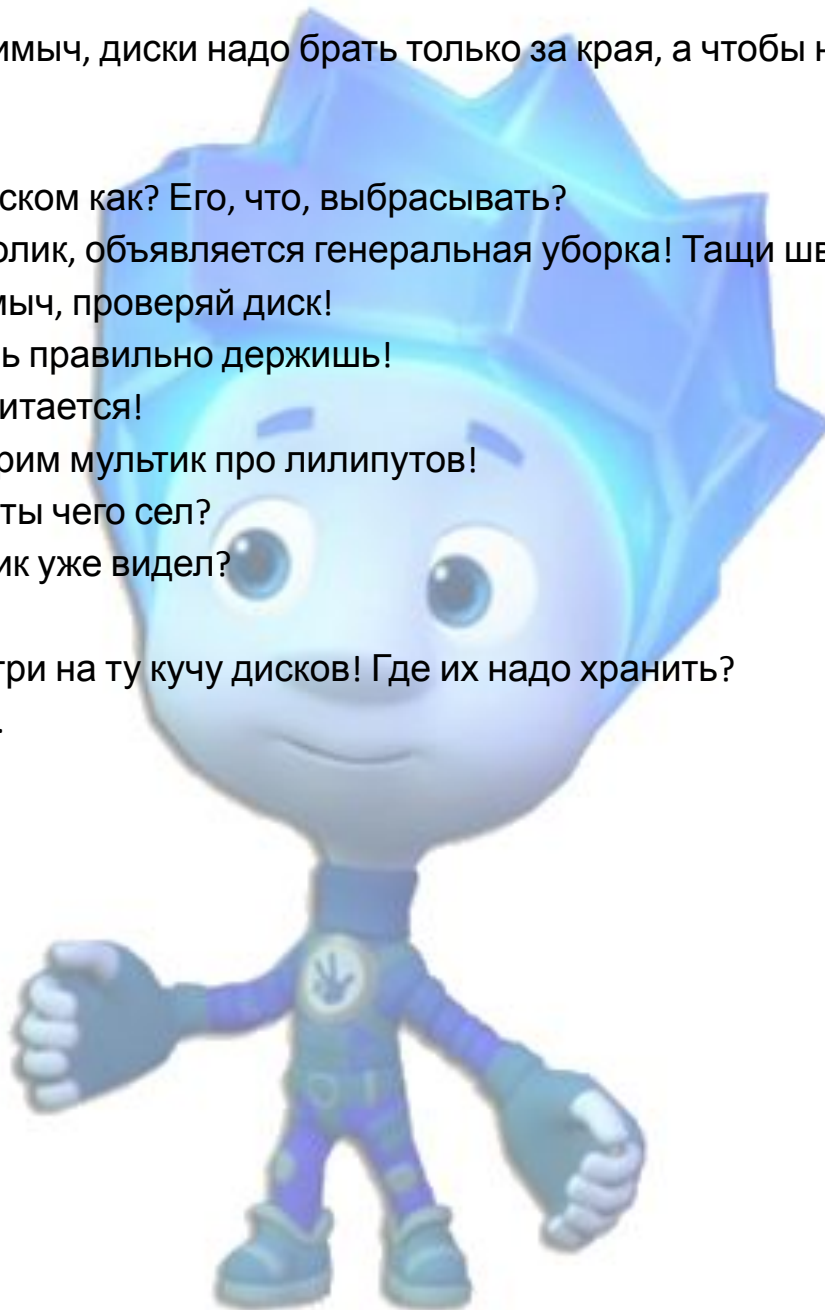 имыч, диски надо брать только за края, а чтобы н
ском как? Его, что, выбрасывать?
олик, объявляется генеральная уборка! Тащи шв
мыч, проверяй диск!
ь правильно держишь!
итается!
рим мультик про лилипутов!
ты чего сел?
ик уже видел?
три на ту кучу дисков! Где их надо хранить?
.